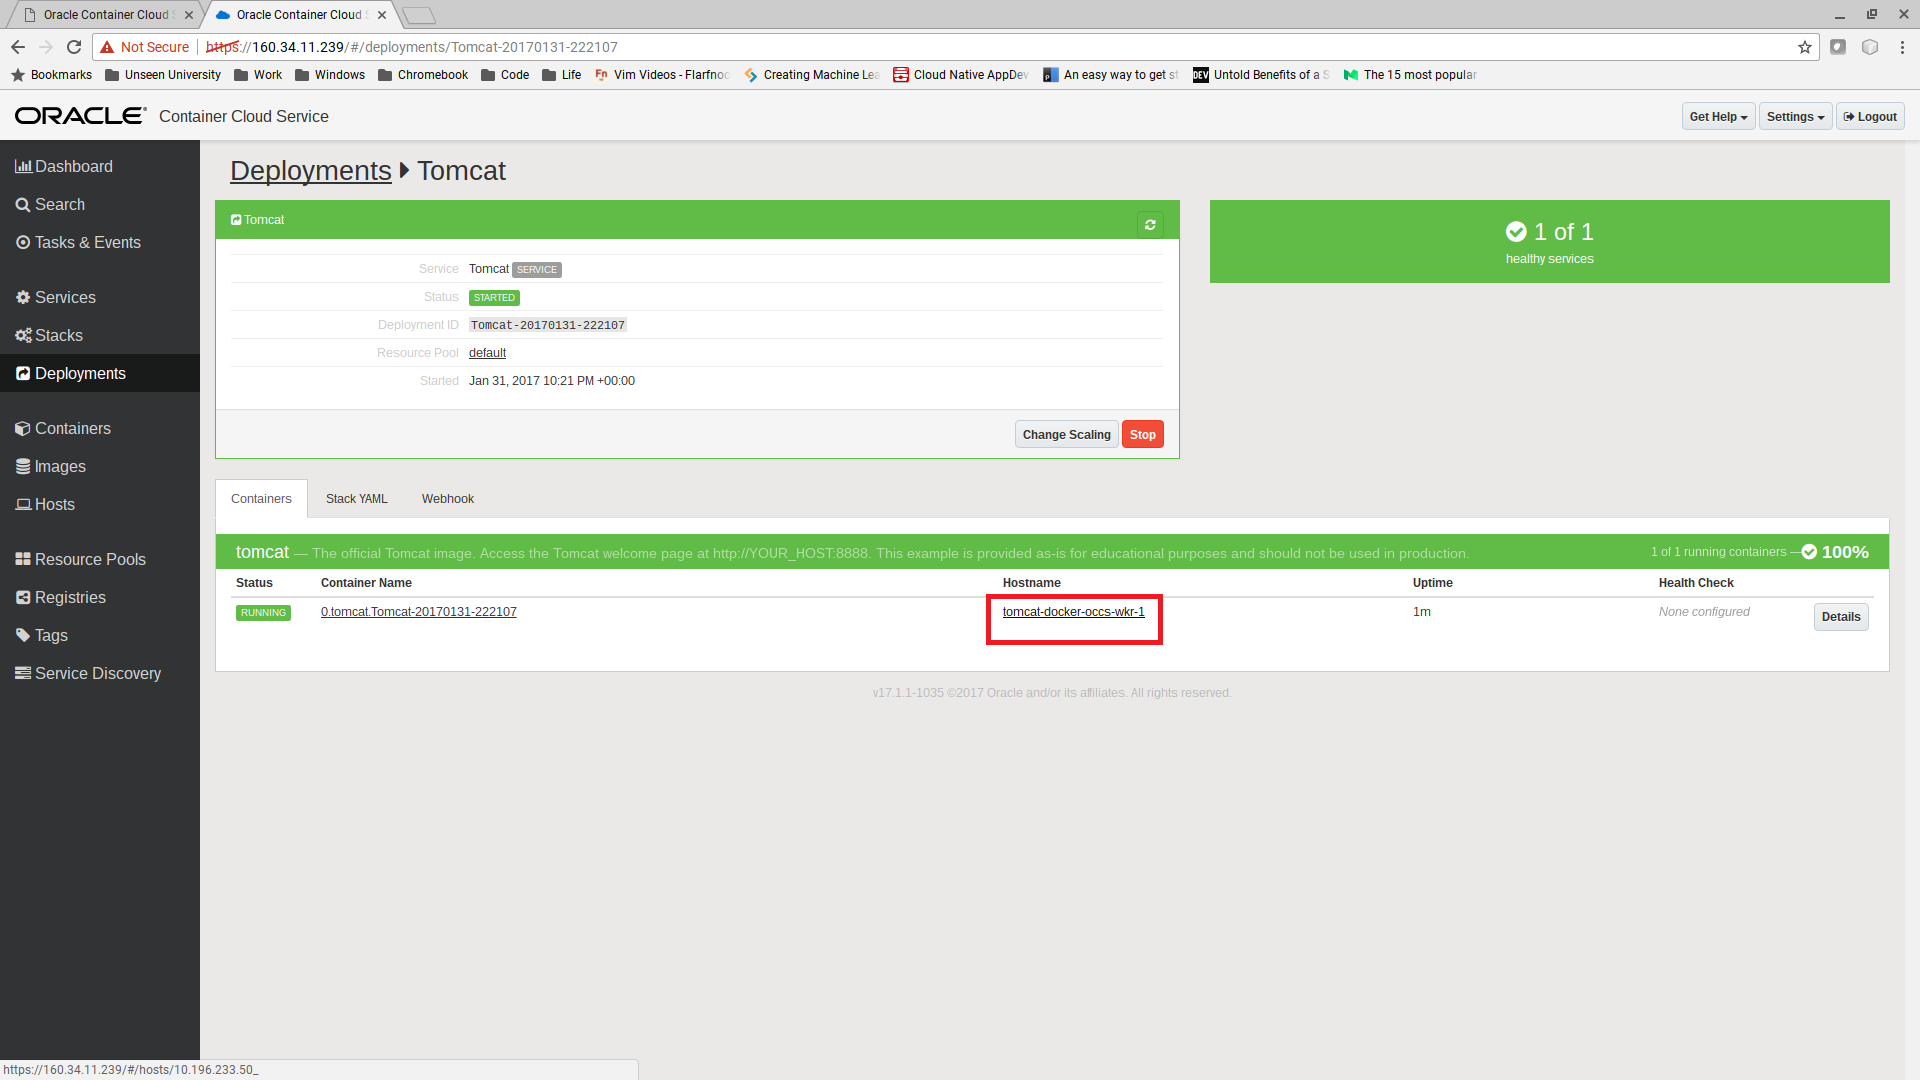 Oracle Container Cloud S
Oracle Container Cloud S
Not Secure https://160.34.11.239/#/deployments/Tomcat-20170131-222107
Bookmarks Unseen University Work Windows Chromebook Code Life Fn Vim Videos - Flarfnoo Creating Machine Lea Cloud Native AppDev An easy way to get st DEV Untold Benefits of a S The 15 most popular
ORACLE Container Cloud Service
Get Help Settings Logout
Dashboard
Search
Tasks & Events
Services
Stacks
Deployments
Containers
Images
Hosts
Resource Pools
Registries
Tags
Service Discovery
Deployments Tomcat
Tomcat
Service Tomcat SERVICE
Status STARTED
Deployment ID Tomcat-20170131-222107
Resource Pool default
Started Jan 31, 2017 10:21 PM +00:00
Change Scaling Stop
1 of 1
healthy services
Containers Stack YAML Webhook
tomcat — The official Tomcat image. Access the Tomcat welcome page at http://YOUR_HOST:8888. This example is provided as-is for educational purposes and should not be used in production. 1 of 1 running containers — 100%
Status Container Name Hostname Uptime Health Check
RUNNING 0.tomcat.Tomcat-20170131-222107 tomcat-docker-occs-wkr-1 1m None configured Details
v17.1.1-1035 ©2017 Oracle and/or its affiliates. All rights reserved.
https://160.34.11.239/#/hosts/10.196.233.50_